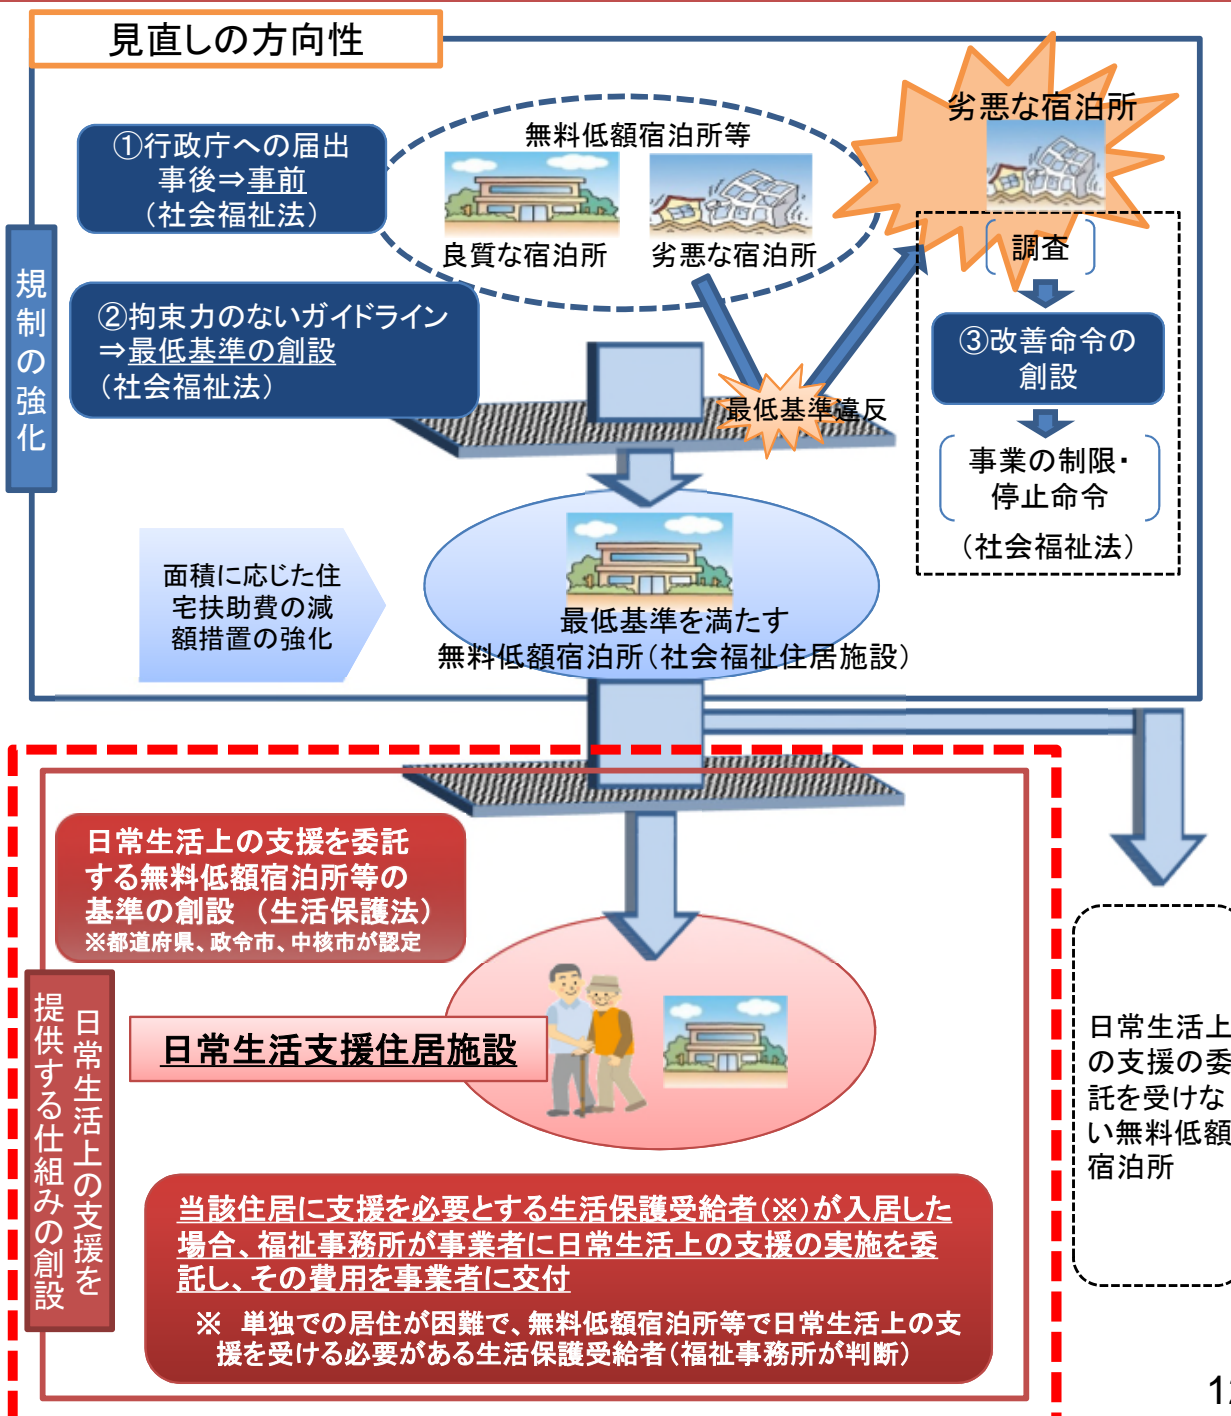 見直しの方向性
①行政庁への届出
事後⇒事前
（社会福祉法）
無料低額宿泊所等
良質な宿泊所
劣悪な宿泊所
劣悪な宿泊所
規制の強化
②拘束力のないガイドライン
⇒最低基準の創設
（社会福祉法）
最低基準違反
調査
③改善命令の
創設
事業の制限・
停止命令
（社会福祉法）
面積に応じた住
宅扶助費の減
額措置の強化
最低基準を満たす
無料低額宿泊所（社会福祉住居施設）
日常生活上の支援を委託
する無料低額宿泊所等の
基準の創設　（生活保護法）
※都道府県、政令市、中核市が認定
日常生活上の支援を
提供する仕組みの創設
日常生活支援住居施設
日常生活上
の支援の委
託を受けな
い無料低額
宿泊所
当該住居に支援を必要とする生活保護受給者（※）が入居した
場合、福祉事務所が事業者に日常生活上の支援の実施を委
託し、その費用を事業者に交付
※　単独での居住が困難で、無料低額宿泊所等で日常生活上の支
援を受ける必要がある生活保護受給者（福祉事務所が判断）